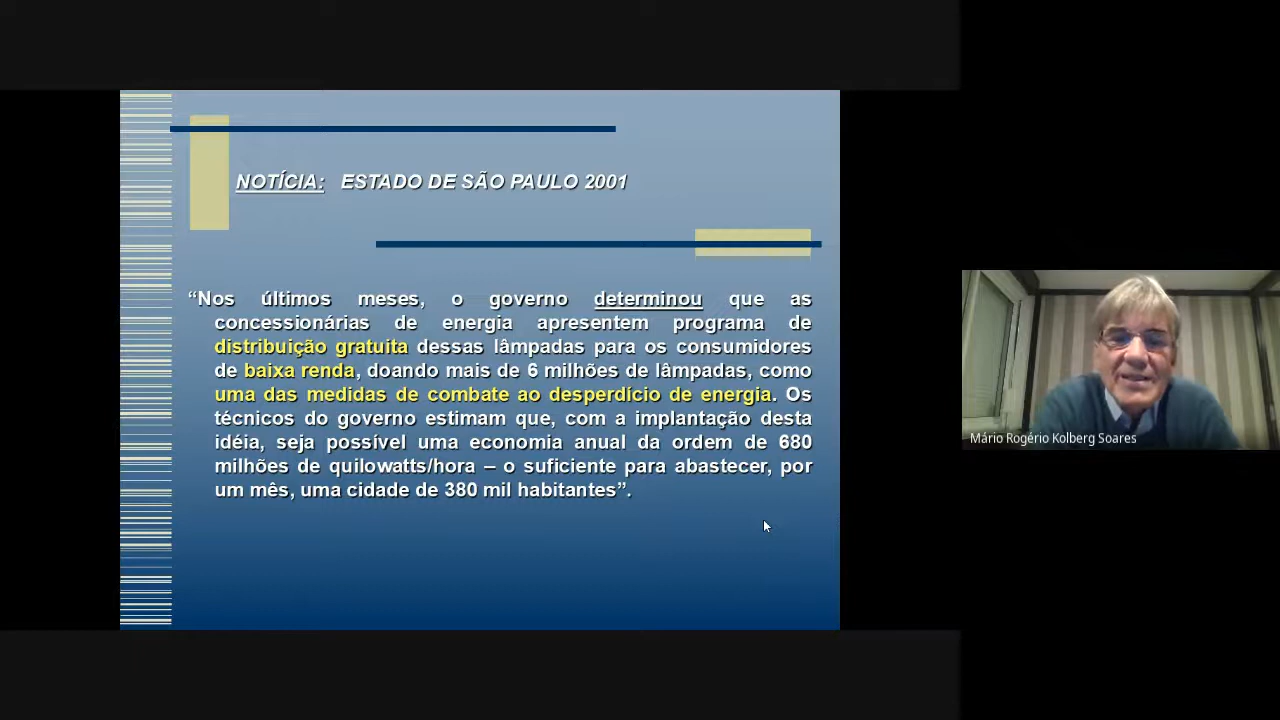 NOTÍCIA: ESTADO DE SÃO PAULO 2001
“Nos últimos meses, o governo determinou que as
concessionárias de energia apresentem programa de
distribuição gratuita dessas lâmpadas para os consumidores
de baixa renda, doando mais de 6 milhões de lâmpadas, como
uma das medidas de combate ao desperdício de energia. Os
técnicos do governo estimam que, com a implantação desta
idéia, seja possível uma economia anual da ordem de 680
milhões de quilowatts/hora – o suficiente para abastecer, por
um mês, uma cidade de 380 mil habitantes”.
Mário Rogério Kolberg Soares